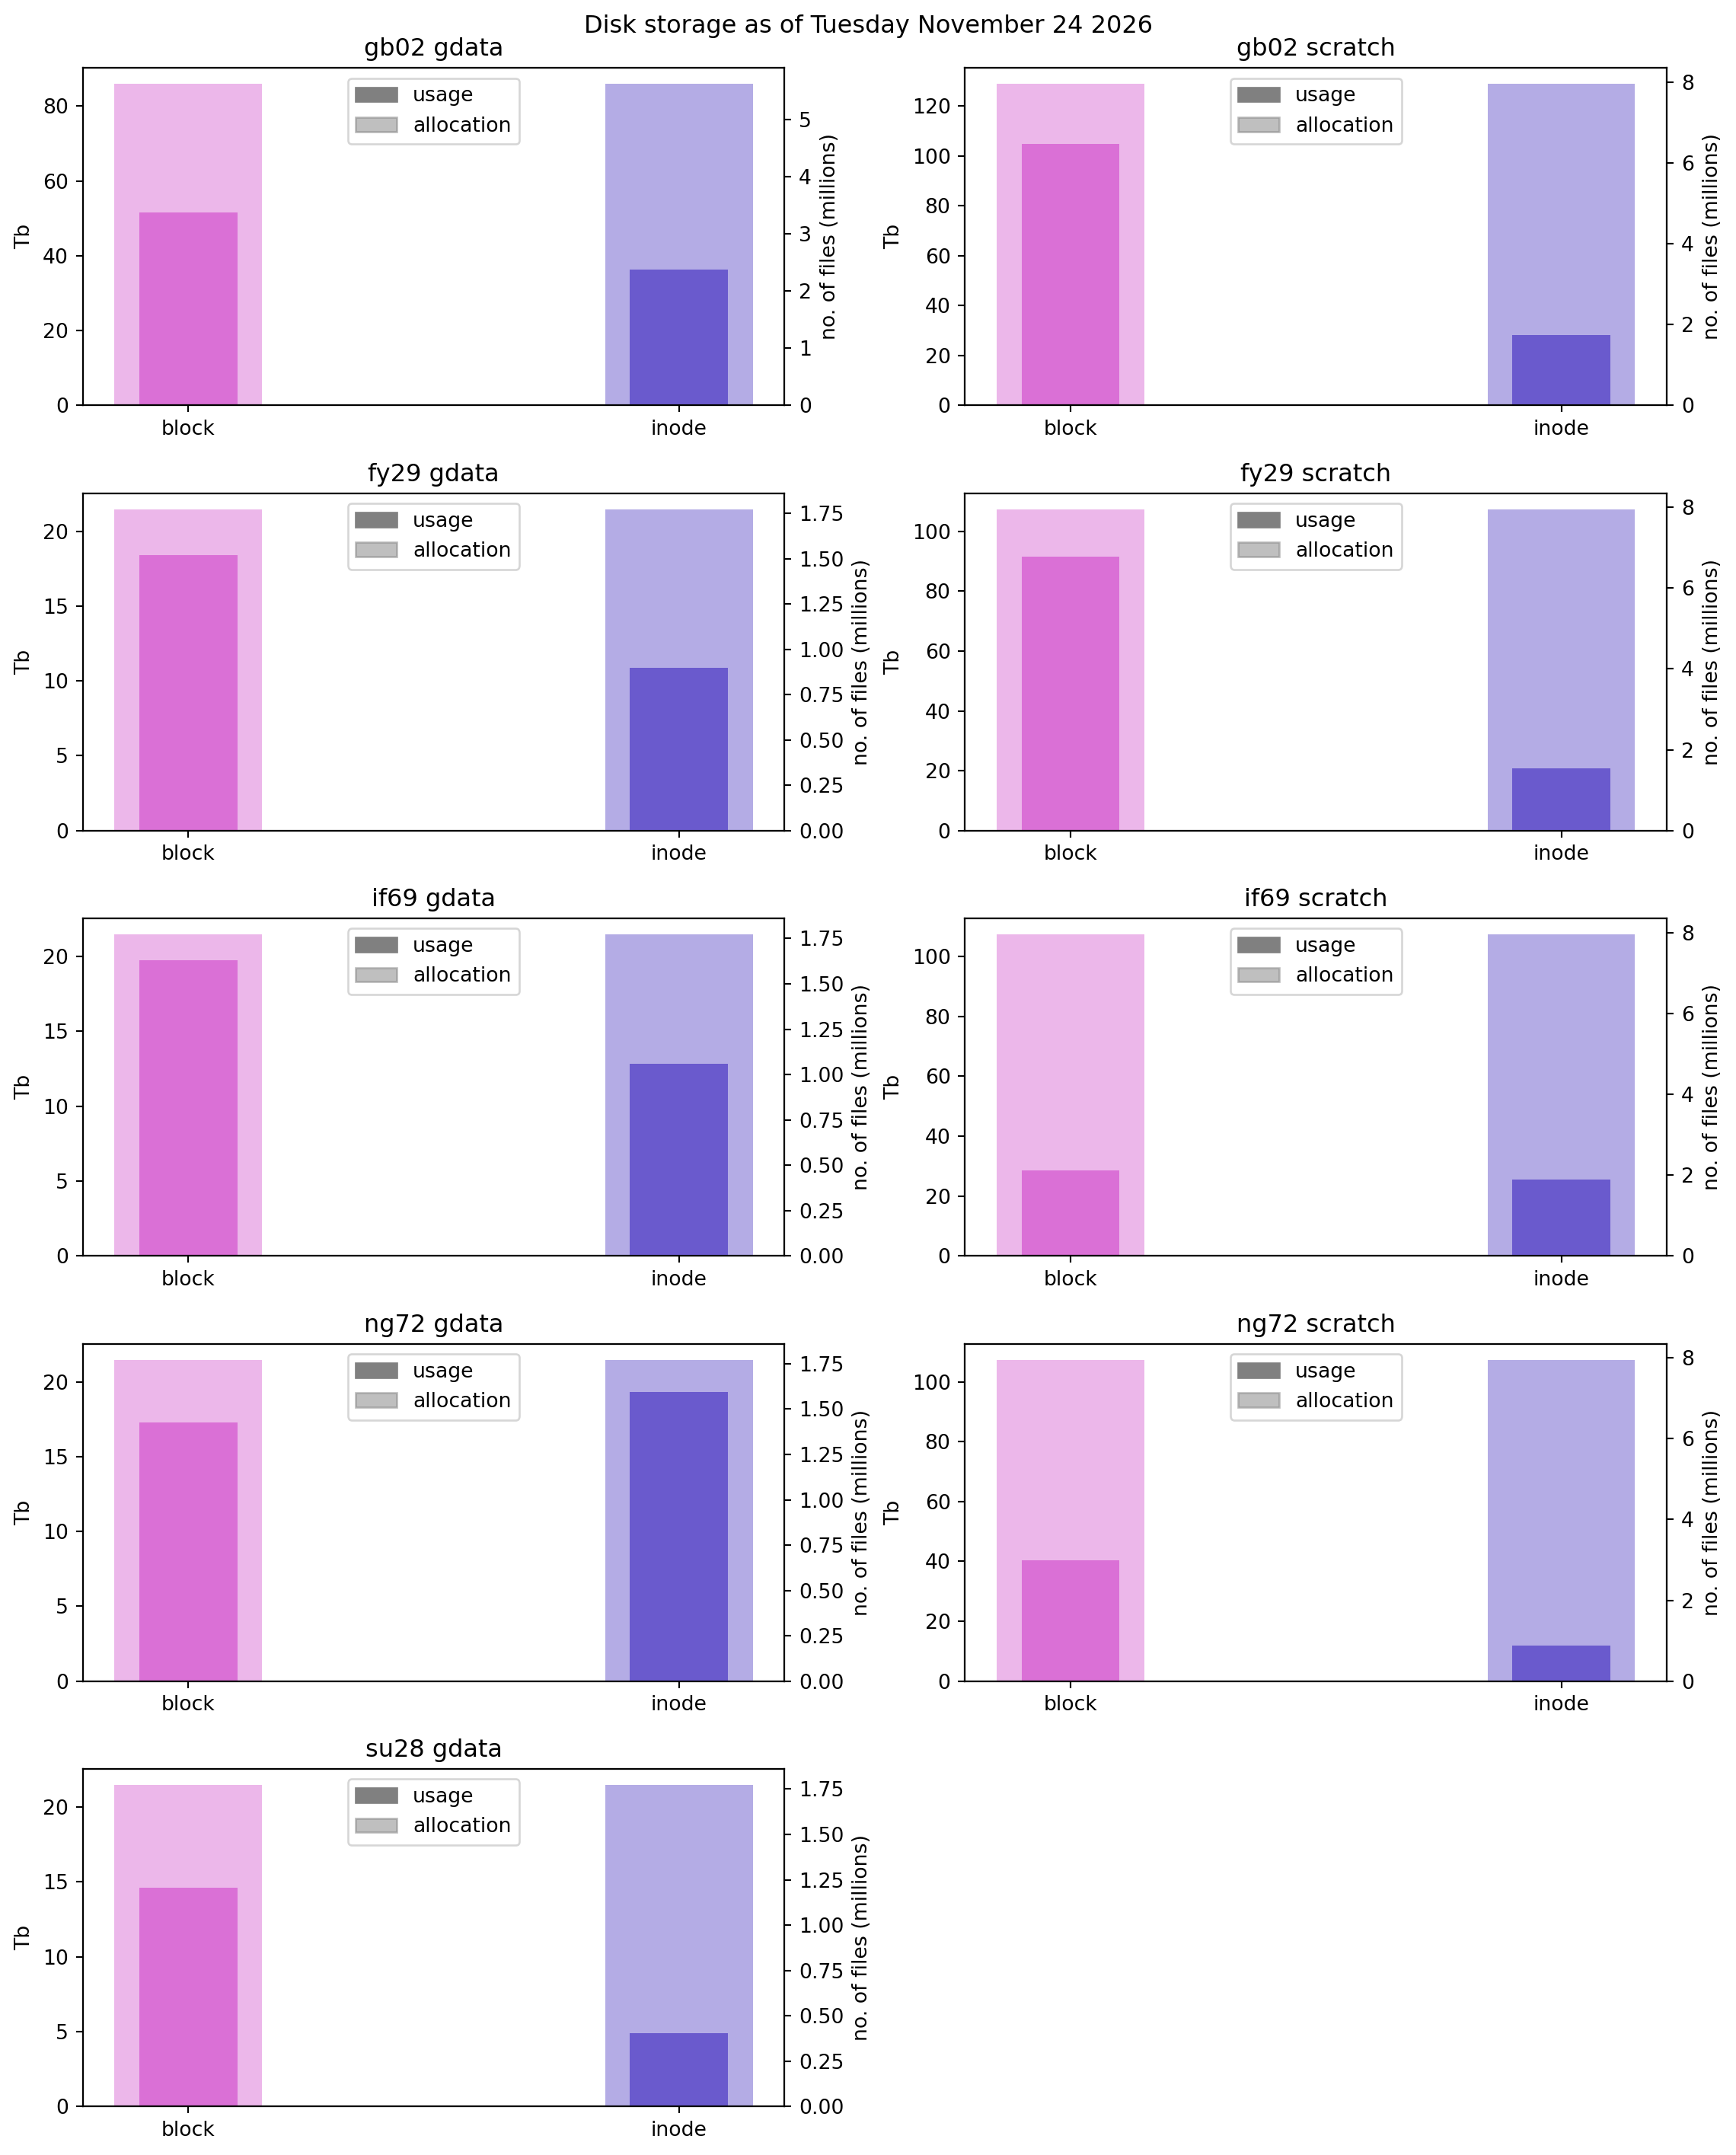 Disk storage as of Tuesday November 24 2026
gb02 gdata
usage
allocation
80
60
40
20
0
Tb
5
4
3
2
1
0
no. of files (millions)
block
inode
gb02 scratch
usage
allocation
120
100
80
60
40
20
0
Tb
8
6
4
2
0
no. of files (millions)
block
inode
fy29 gdata
usage
allocation
20
15
10
5
0
Tb
1.75
1.50
1.25
1.00
0.75
0.50
0.25
0.00
no. of files (millions)
block
inode
fy29 scratch
usage
allocation
100
80
60
40
20
0
Tb
8
6
4
2
0
no. of files (millions)
block
inode
if69 gdata
usage
allocation
20
15
10
5
0
Tb
1.75
1.50
1.25
1.00
0.75
0.50
0.25
0.00
no. of files (millions)
block
inode
if69 scratch
usage
allocation
100
80
60
40
20
0
Tb
8
6
4
2
0
no. of files (millions)
block
inode
ng72 gdata
usage
allocation
20
15
10
5
0
Tb
1.75
1.50
1.25
1.00
0.75
0.50
0.25
0.00
no. of files (millions)
block
inode
ng72 scratch
usage
allocation
100
80
60
40
20
0
Tb
8
6
4
2
0
no. of files (millions)
block
inode
su28 gdata
usage
allocation
20
15
10
5
0
Tb
1.75
1.50
1.25
1.00
0.75
0.50
0.25
0.00
no. of files (millions)
block
inode